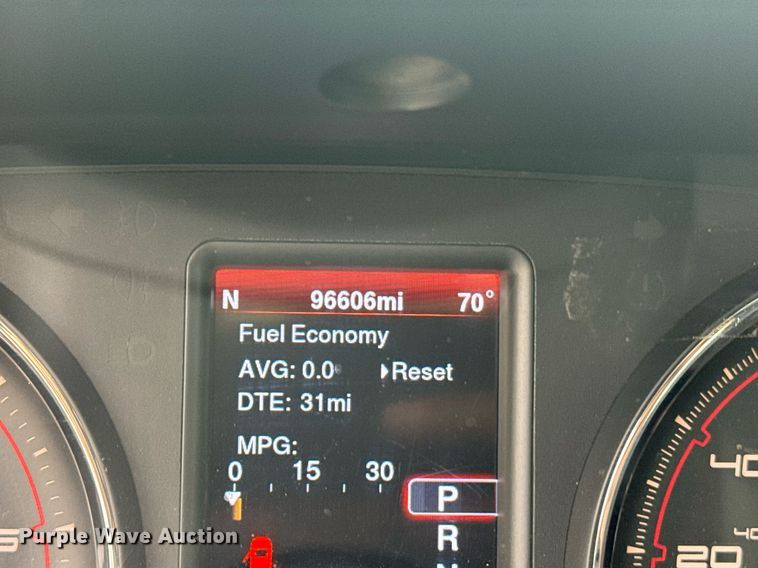 N 96606mi 70°
Fuel Economy
AVG: 0.0 Reset
DTE: 31mi
MPG:
0 15 30
P
R
40
40
20
Purple Wave Auction